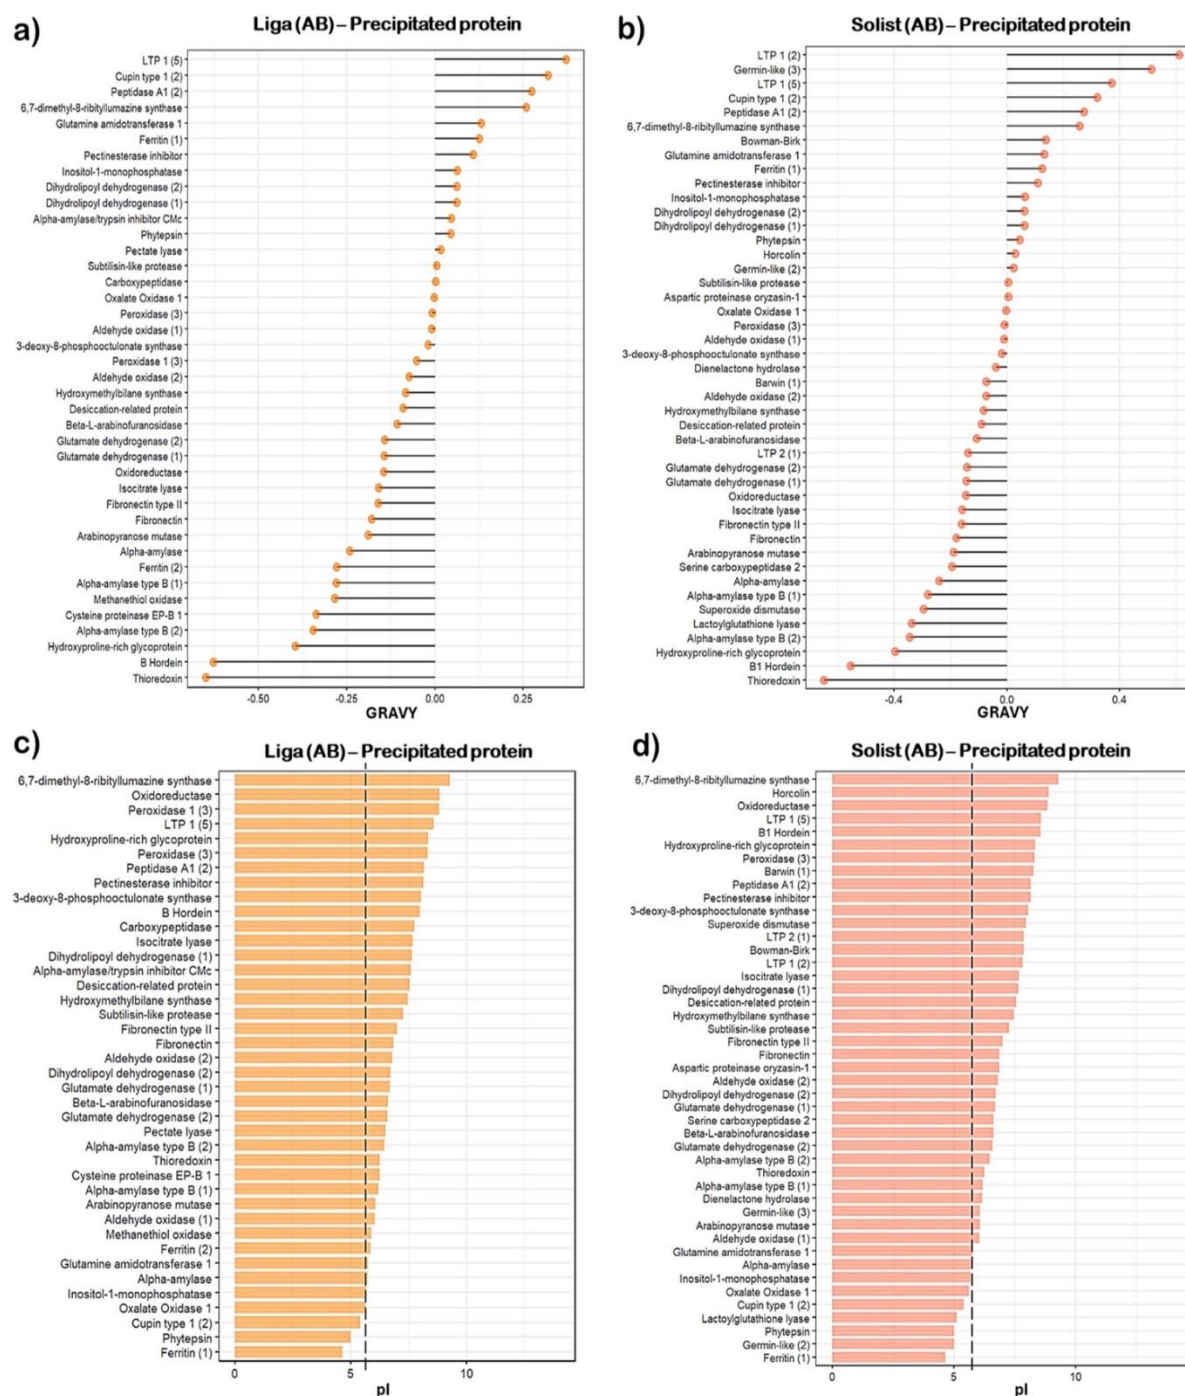 a)
Liga (AB) – Precipitated protein
LTP 1 (5)
Cupin type 1 (2)
Peptidase A1 (2)
6,7-dimethyl-8-ribityllumazine synthase
Glutamine amidotransferase 1
Ferritin (1)
Pectinesterase inhibitor
Inositol-1-monophosphatase
Dihydrolipoyl dehydrogenase (2)
Dihydrolipoyl dehydrogenase (1)
Alpha-amylase/trypsin inhibitor CMc
Phytepsin
Pectate lyase
Subtilisin-like protease
Carboxypeptidase
Oxalate Oxidase 1
Peroxidase (3)
Aldehyde oxidase (1)
3-deoxy-8-phosphooctulonate synthase
Peroxidase 1 (3)
Aldehyde oxidase (2)
Hydroxymethylbilane synthase
Desiccation-related protein
Beta-L-arabinofuranosidase
Glutamate dehydrogenase (2)
Glutamate dehydrogenase (1)
Oxidoreductase
Isocitrate lyase
Fibronectin type II
Fibronectin
Arabinopyranose mutase
Alpha-amylase
Ferritin (2)
Alpha-amylase type B (1)
Methanethiol oxidase
Cysteine proteinase EP-B 1
Alpha-amylase type B (2)
Hydroxyproline-rich glycoprotein
B Hordein
Thioredoxin
-0.50 -0.25 0.00 0.25
GRAVY
b)
Solist (AB) – Precipitated protein
LTP 1 (2)
Germin-like (3)
LTP 1 (5)
Cupin type 1 (2)
Peptidase A1 (2)
6,7-dimethyl-8-ribityllumazine synthase
Bowman-Birk
Glutamine amidotransferase 1
Ferritin (1)
Pectinesterase inhibitor
Inositol-1-monophosphatase
Dihydrolipoyl dehydrogenase (2)
Dihydrolipoyl dehydrogenase (1)
Phytepsin
Horcolin
Germin-like (2)
Subtilisin-like protease
Aspartic proteinase oryzasin-1
Oxalate Oxidase 1
Peroxidase (3)
Aldehyde oxidase (1)
3-deoxy-8-phosphooctulonate synthase
Dienelactone hydrolase
Barwin (1)
Aldehyde oxidase (2)
Hydroxymethylbilane synthase
Desiccation-related protein
Beta-L-arabinofuranosidase
LTP 2 (1)
Glutamate dehydrogenase (2)
Glutamate dehydrogenase (1)
Oxidoreductase
Isocitrate lyase
Fibronectin type II
Fibronectin
Arabinopyranose mutase
Serine carboxypeptidase 2
Alpha-amylase
Alpha-amylase type B (1)
Superoxide dismutase
Lactoylglutathione lyase
Alpha-amylase type B (2)
Hydroxyproline-rich glycoprotein
B1 Hordein
Thioredoxin
-0.4 0.0 0.4
GRAVY
c)
Liga (AB) – Precipitated protein
6,7-dimethyl-8-ribityllumazine synthase
Oxidoreductase
Peroxidase 1 (3)
LTP 1 (5)
Hydroxyproline-rich glycoprotein
Peroxidase (3)
Peptidase A1 (2)
Pectinesterase inhibitor
3-deoxy-8-phosphooctulonate synthase
B Hordein
Carboxypeptidase
Isocitrate lyase
Dihydrolipoyl dehydrogenase (1)
Alpha-amylase/trypsin inhibitor CMc
Desiccation-related protein
Hydroxymethylbilane synthase
Subtilisin-like protease
Fibronectin type II
Fibronectin
Aldehyde oxidase (2)
Dihydrolipoyl dehydrogenase (2)
Glutamate dehydrogenase (1)
Beta-L-arabinofuranosidase
Glutamate dehydrogenase (2)
Pectate lyase
Alpha-amylase type B (2)
Thioredoxin
Cysteine proteinase EP-B 1
Alpha-amylase type B (1)
Arabinopyranose mutase
Aldehyde oxidase (1)
Methanethiol oxidase
Ferritin (2)
Glutamine amidotransferase 1
Alpha-amylase
Inositol-1-monophosphatase
Oxalate Oxidase 1
Cupin type 1 (2)
Phytepsin
Ferritin (1)
0 5 10
pI
d)
Solist (AB) – Precipitated protein
6,7-dimethyl-8-ribityllumazine synthase
Horcolin
Oxidoreductase
LTP 1 (5)
B1 Hordein
Hydroxyproline-rich glycoprotein
Peroxidase (3)
Barwin (1)
Peptidase A1 (2)
Pectinesterase inhibitor
3-deoxy-8-phosphooctulonate synthase
Superoxide dismutase
LTP 2 (1)
Bowman-Birk
LTP 1 (2)
Isocitrate lyase
Dihydrolipoyl dehydrogenase (1)
Desiccation-related protein
Hydroxymethylbilane synthase
Subtilisin-like protease
Fibronectin type II
Fibronectin
Aspartic proteinase oryzasin-1
Aldehyde oxidase (2)
Dihydrolipoyl dehydrogenase (2)
Glutamate dehydrogenase (1)
Serine carboxypeptidase 2
Beta-L-arabinofuranosidase
Glutamate dehydrogenase (2)
Alpha-amylase type B (2)
Thioredoxin
Alpha-amylase type B (1)
Dienelactone hydrolase
Germin-like (3)
Arabinopyranose mutase
Aldehyde oxidase (1)
Glutamine amidotransferase 1
Alpha-amylase
Inositol-1-monophosphatase
Oxalate Oxidase 1
Cupin type 1 (2)
Lactoylglutathione lyase
Phytepsin
Germin-like (2)
Ferritin (1)
0 5 10
pI